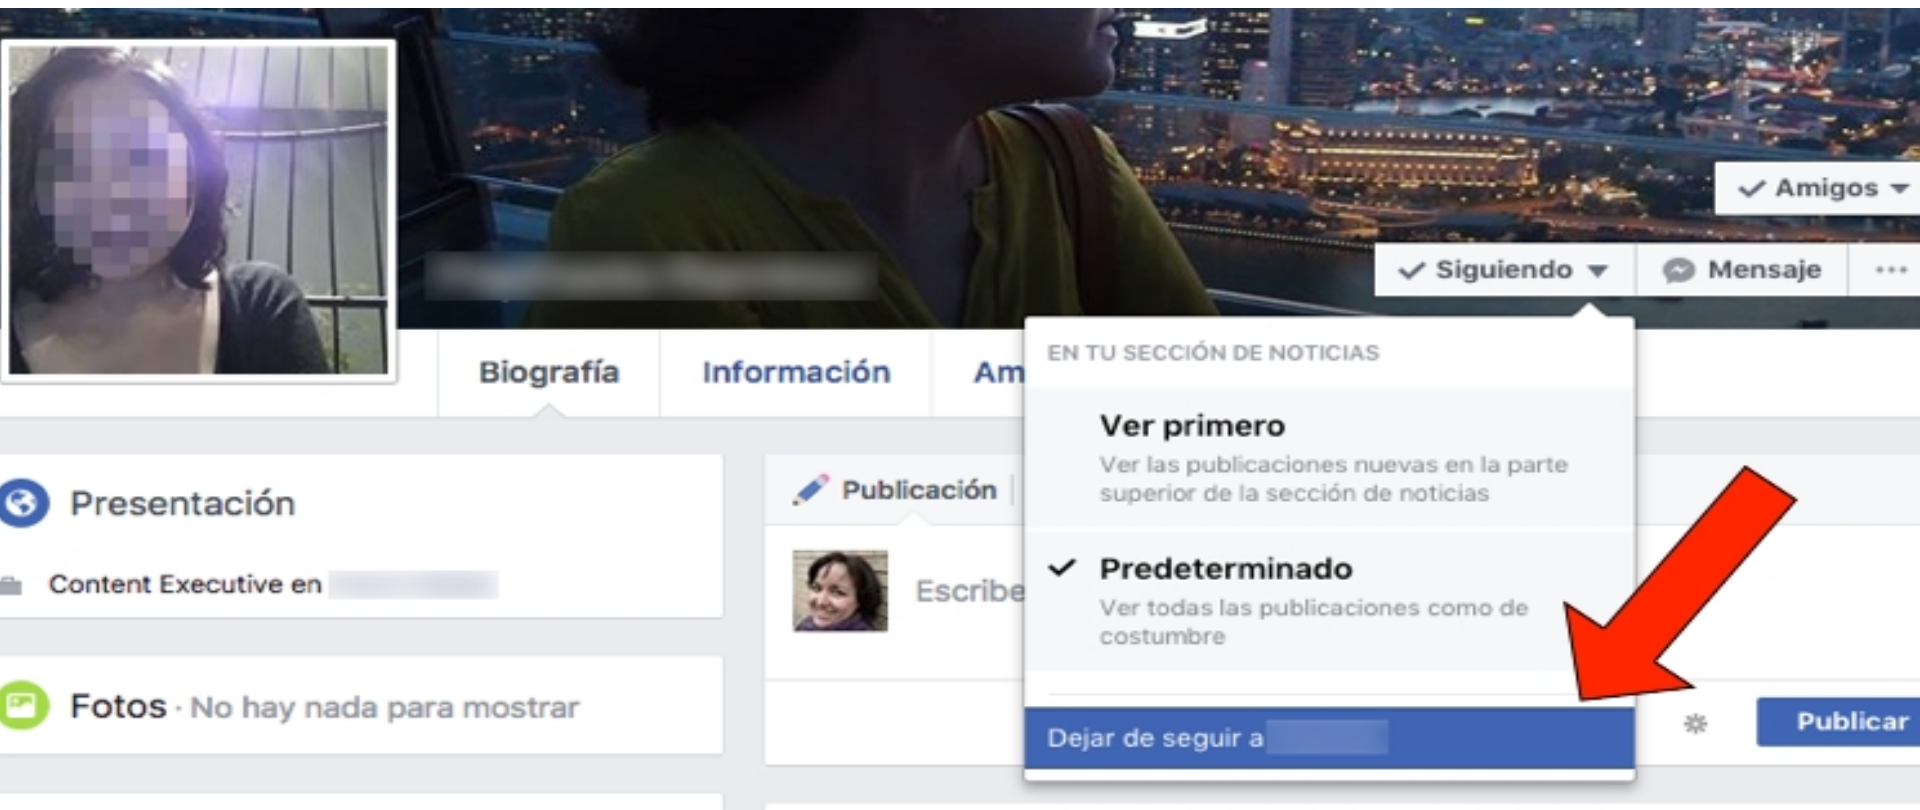 Amigos
Siguiendo
Mensaje
Biografía
Información
Am
EN TU SECCIÓN DE NOTICIAS
Ver primero
Ver las publicaciones nuevas en la parte
superior de la sección de noticias
Predeterminado
Ver todas las publicaciones como de
costumbre
Dejar de seguir a
Presentación
Content Executive en
Fotos · No hay nada para mostrar
Publicación
Escribe
Publicar